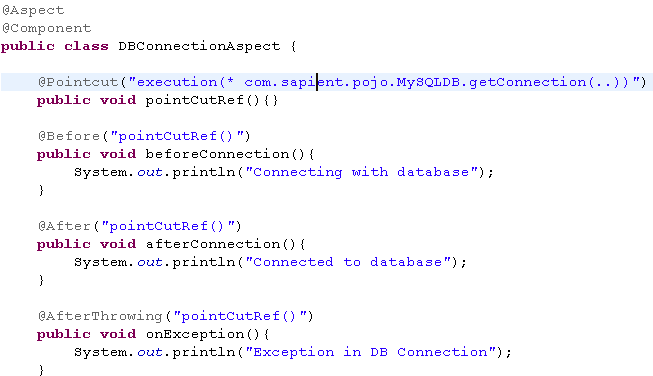 @Aspect
@Component
public class DBConnectionAspect {
@Pointcut("execution(* com.sapient.pojo.MySQLDB.getConnection(..))")
public void pointCutRef(){}
@Before("pointCutRef()")
public void beforeConnection(){
System.out.println("Connecting with database");
}
@After("pointCutRef()")
public void afterConnection(){
System.out.println("Connected to database");
}
@AfterThrowing("pointCutRef()")
public void onException(){
System.out.println("Exception in DB Connection");
}